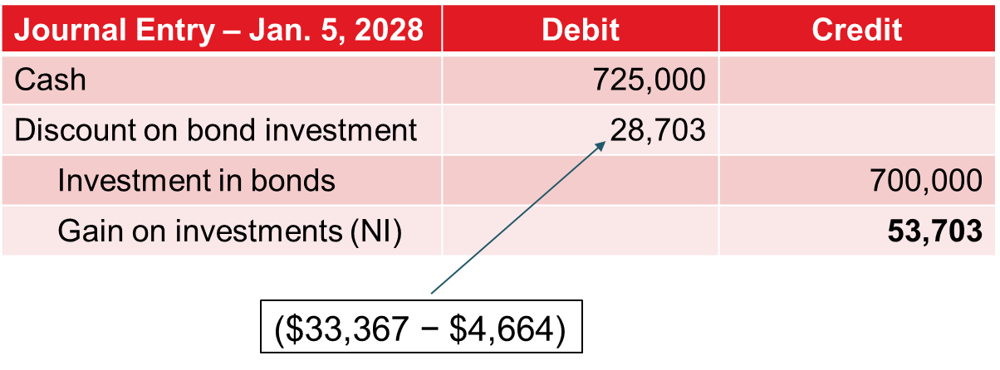 Journal Entry – Jan. 5, 2028 Debit Credit
Cash 725,000
Discount on bond investment 28,703
Investment in bonds 700,000
Gain on investments (NI) 53,703
($33,367 − $4,664)